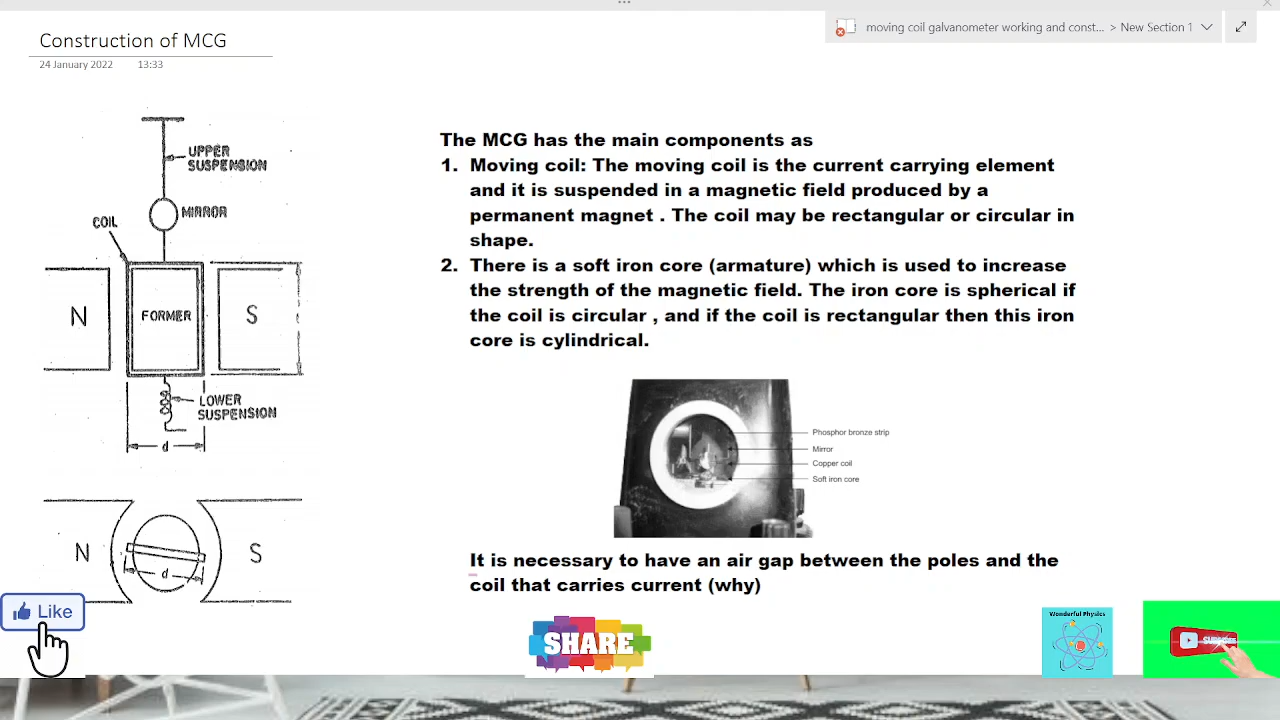 moving coil galvanometer working and const... > New Section 1
Construction of MCG
24 January 2022 13:33
UPPER
SUSPENSION
MIRROR
COIL
N
FORMER
S
LOWER
SUSPENSION
d
N
S
d
The MCG has the main components as
1. Moving coil: The moving coil is the current carrying element
and it is suspended in a magnetic field produced by a
permanent magnet . The coil may be rectangular or circular in
shape.
2. There is a soft iron core (armature) which is used to increase
the strength of the magnetic field. The iron core is spherical if
the coil is circular , and if the coil is rectangular then this iron
core is cylindrical.
Phosphor bronze strip
Mirror
Copper coil
Soft iron core
It is necessary to have an air gap between the poles and the
coil that carries current (why)
Like
SHARE
Wonderful Physics